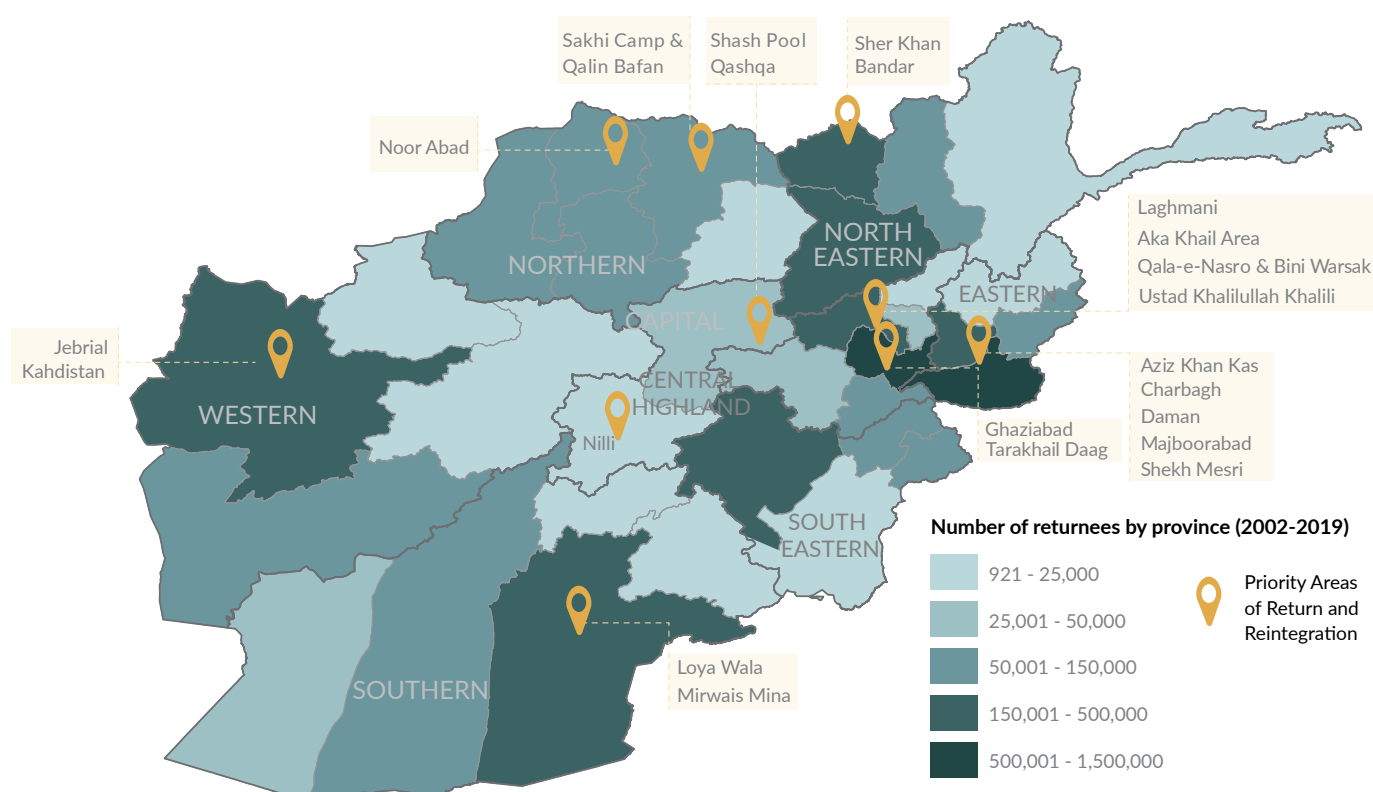 Sakhi Camp &
Qalin Bafan
Shash Pool
Qashqa
Sher Khan
Bandar
Noor Abad
Laghmani
Aka Khail Area
Qala-e-Nasro & Bini Warsak
Ustad Khalilullah Khalili
NORTH
EASTERN
NORTHERN
EASTERN
CAPITAL
Jebrial
Kahdistan
CENTRAL
HIGHLAND
WESTERN
Nilli
Aziz Khan Kas
Charbagh
Daman
Majboorabad
Shekh Mesri
Ghaziabad
Tarakhail Daag
SOUTH
EASTERN
SOUTHERN
Loya Wala
Mirwais Mina
Number of returnees by province (2002-2019)
921 - 25,000
25,001 - 50,000
50,001 - 150,000
150,001 - 500,000
500,001 - 1,500,000
Priority Areas
of Return and
Reintegration